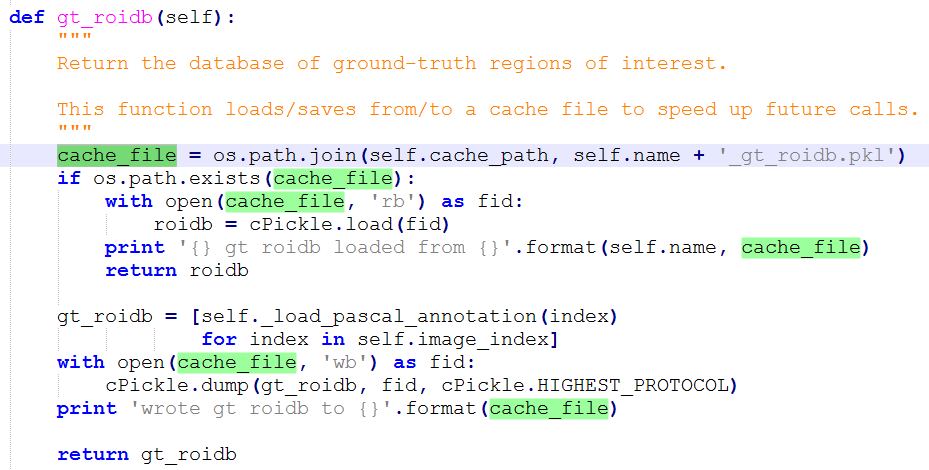 def gt_roidb(self):
    """
    Return the database of ground-truth regions of interest.

    This function loads/saves from/to a cache file to speed up future calls.
    """
    cache_file = os.path.join(self.cache_path, self.name + '_gt_roidb.pkl')
    if os.path.exists(cache_file):
        with open(cache_file, 'rb') as fid:
            roidb = cPickle.load(fid)
        print '{} gt roidb loaded from {}'.format(self.name, cache_file)
        return roidb

    gt_roidb = [self._load_pascal_annotation(index)
                for index in self.image_index]
    with open(cache_file, 'wb') as fid:
        cPickle.dump(gt_roidb, fid, cPickle.HIGHEST_PROTOCOL)
    print 'wrote gt roidb to {}'.format(cache_file)

    return gt_roidb